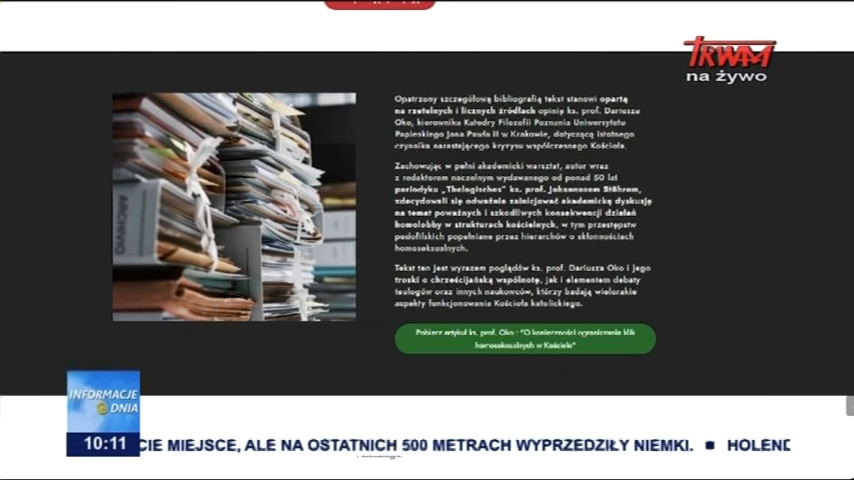 TRWAM
na żywo
Opatrzony szczegółową bibliografią tekst stanowi opartą
na rzetelnych i licznych źródłach opinię ks. prof. Dariusza
Oko, kierownika Katedry Filozofii Poznania Uniwersytetu
Papieskiego Jana Pawła II w Krakowie, dotyczącą istotnego
czynnika narastającego kryzysu współczesnego Kościoła.
Zachowując w pełni akademicki warsztat, autor wraz
z redaktorem naczelnym wydawanego od ponad 50 lat
periodyku „Theologisches" ks. prof. Johannesem Stöhrem,
zdecydowali się odważnie zainicjować akademicką dyskusję
na temat poważnych i szkodliwych konsekwencji działań
homolobby w strukturach kościelnych, w tym przestępstw
pedofilskich popełniane przez hierarchów o skłonnościach
homoseksualnych.
Tekst ten jest wyrazem poglądów ks. prof. Dariusza Oko i jego
troski o chrześcijańską wspólnotę, jak i elementem debaty
teologów oraz innych naukowców, którzy badają wielorakie
aspekty funkcjonowania Kościoła katolickiego.
Pobierz artykuł ks. prof. Oko : "O konieczności ograniczania klik
homoseksualnych w Kościele"
INFORMACJE
DNIA
10:11
CIE MIEJSCE, ALE NA OSTATNICH 500 METRACH WYPRZEDZIŁY NIEMKI. ■ HOLEND